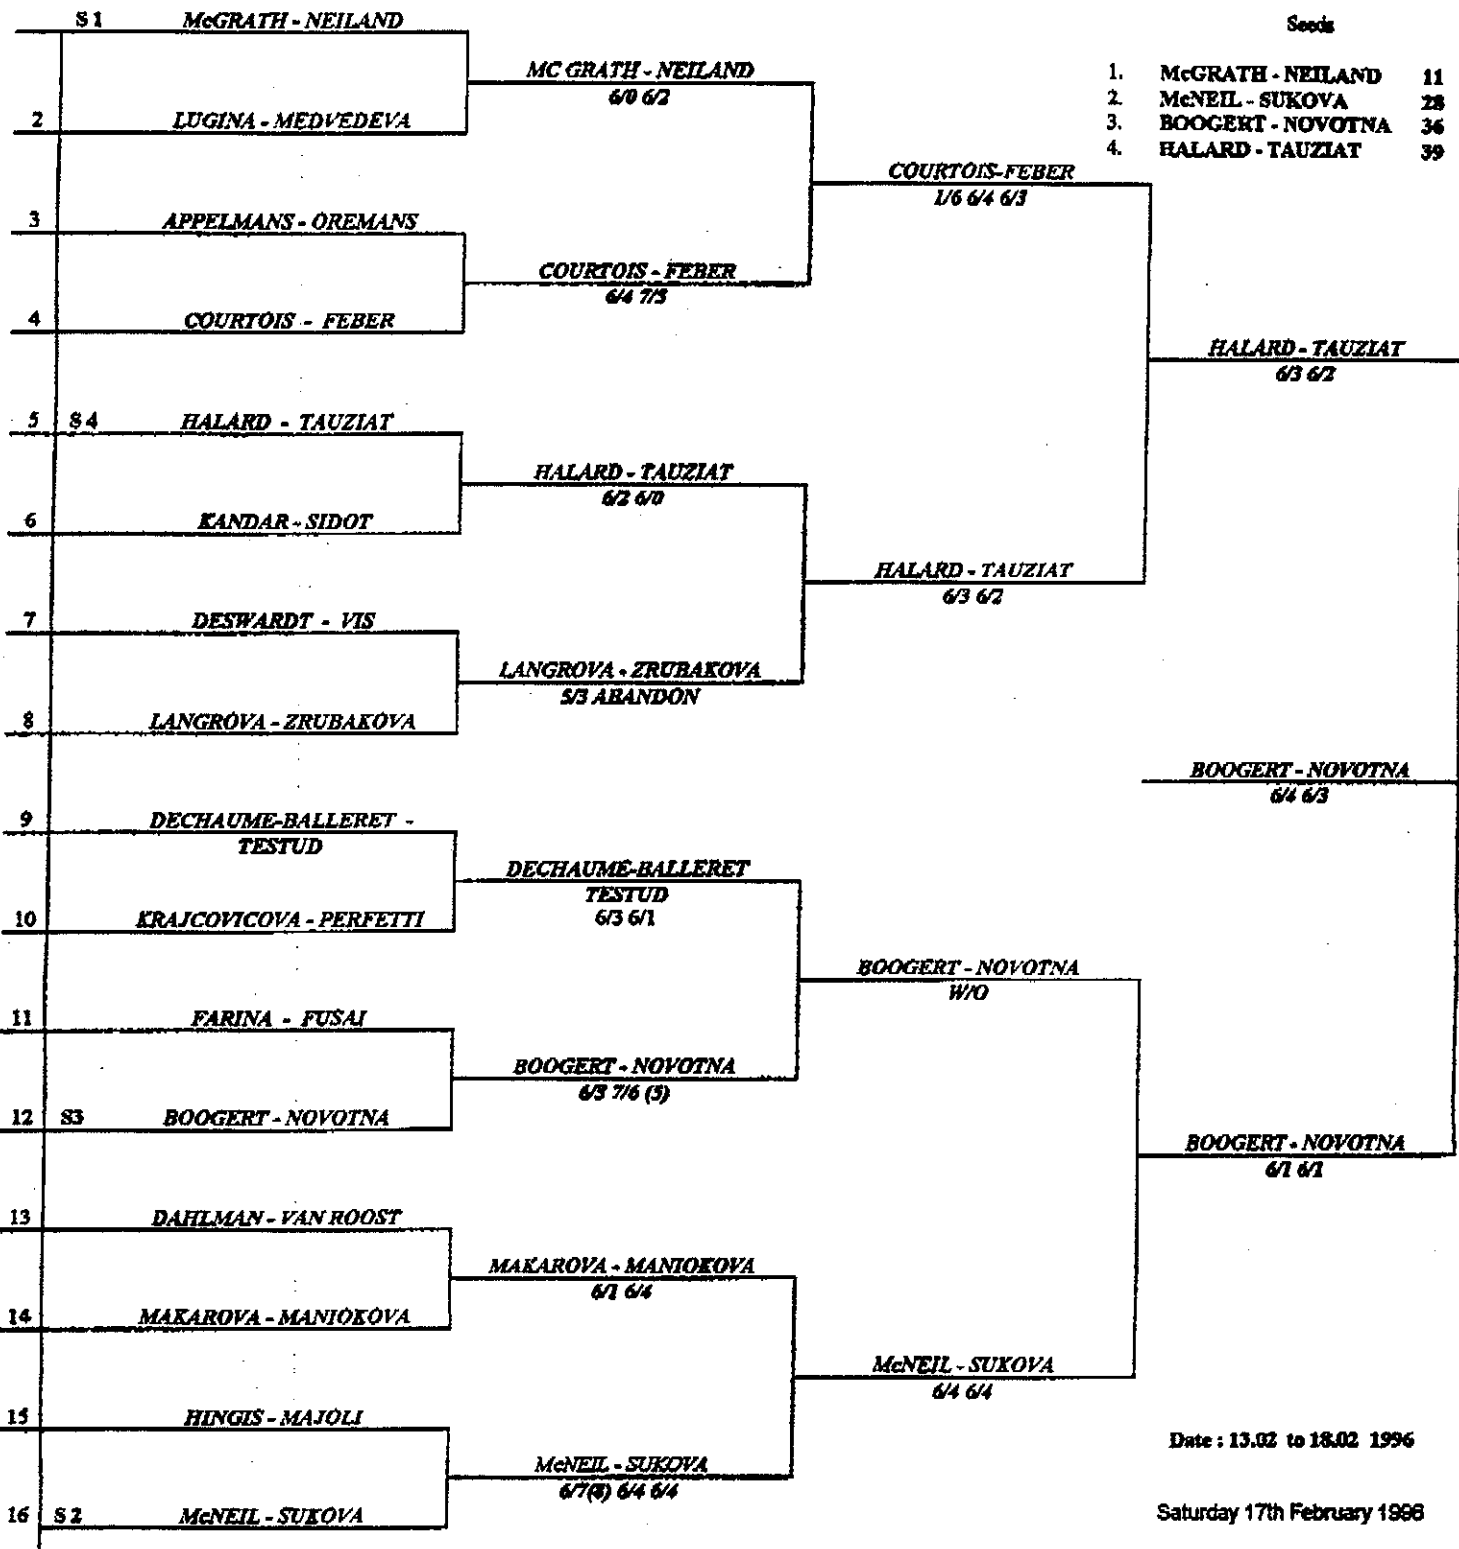 S 1 McGRATH - NEILAND
2 LUGINA - MEDVEDEVA
3 APPELMANS - OREMANS
4 COURTOIS - FEBER
5 S 4 HALARD - TAUZIAT
6 KANDAR - SIDOT
7 DESWARDT - VIS
8 LANGROVA - ZRUBAKOVA
9 DECHAUME-BALLERET -
TESTUD
10 KRAJCOVICOVA - PERFETTI
11 FARINA - FUSAI
12 S3 BOOGERT - NOVOTNA
13 DAHLMAN - VAN ROOST
14 MAKAROVA - MANIOKOVA
15 HINGIS - MAJOLI
16 S 2 McNEIL - SUKOVA
MC GRATH - NEILAND
6/0 6/2
COURTOIS - FEBER
6/4 7/5
HALARD - TAUZIAT
6/2 6/0
LANGROVA - ZRUBAKOVA
5/3 ABANDON
DECHAUME-BALLERET
TESTUD
6/3 6/1
BOOGERT - NOVOTNA
6/3 7/6 (5)
MAKAROVA - MANIOKOVA
6/1 6/4
McNEIL - SUKOVA
6/7(8) 6/4 6/4
COURTOIS-FEBER
1/6 6/4 6/3
HALARD - TAUZIAT
6/3 6/2
BOOGERT - NOVOTNA
W/O
McNEIL - SUKOVA
6/4 6/4
HALARD - TAUZIAT
6/3 6/2
BOOGERT - NOVOTNA
6/1 6/1
BOOGERT - NOVOTNA
6/4 6/3
Seeds
1. McGRATH - NEILAND 11
2. McNEIL - SUKOVA 28
3. BOOGERT - NOVOTNA 36
4. HALARD - TAUZIAT 39
Date : 13.02 to 18.02 1996
Saturday 17th February 1996